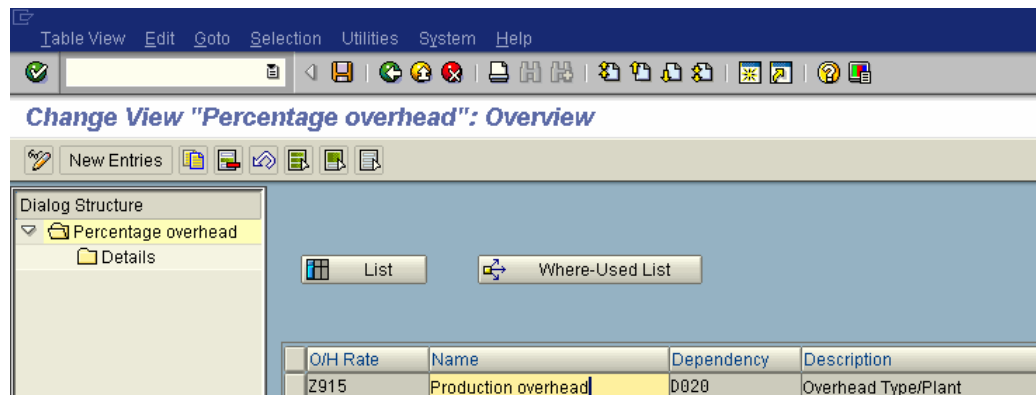 Table View Edit Goto Selection Utilities System Help
Change View "Percentage overhead": Overview
New Entries
Dialog Structure
Percentage overhead
Details
List Where-Used List
O/H Rate Name Dependency Description
Z915 Production overhead D020 Overhead Type/Plant